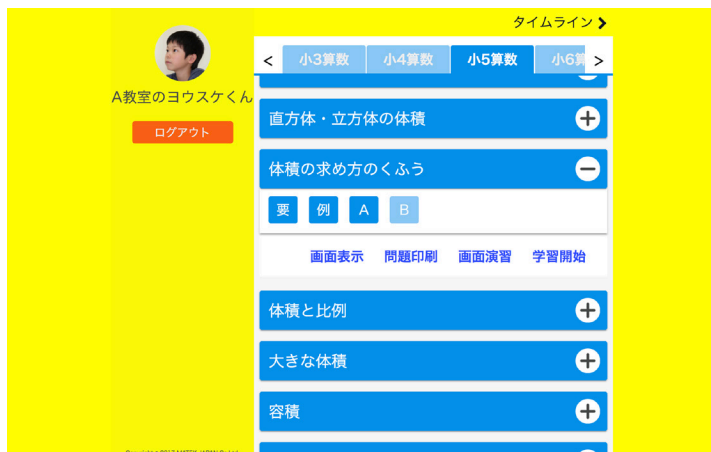 タイムライン
A教室のヨウスケくん
ログアウト
< 小3算数 小4算数 小5算数 小6算 >
直方体・立方体の体積
体積の求め方のくふう
要 例 A B
画面表示 問題印刷 画面演習 学習開始
体積と比例
大きな体積
容積